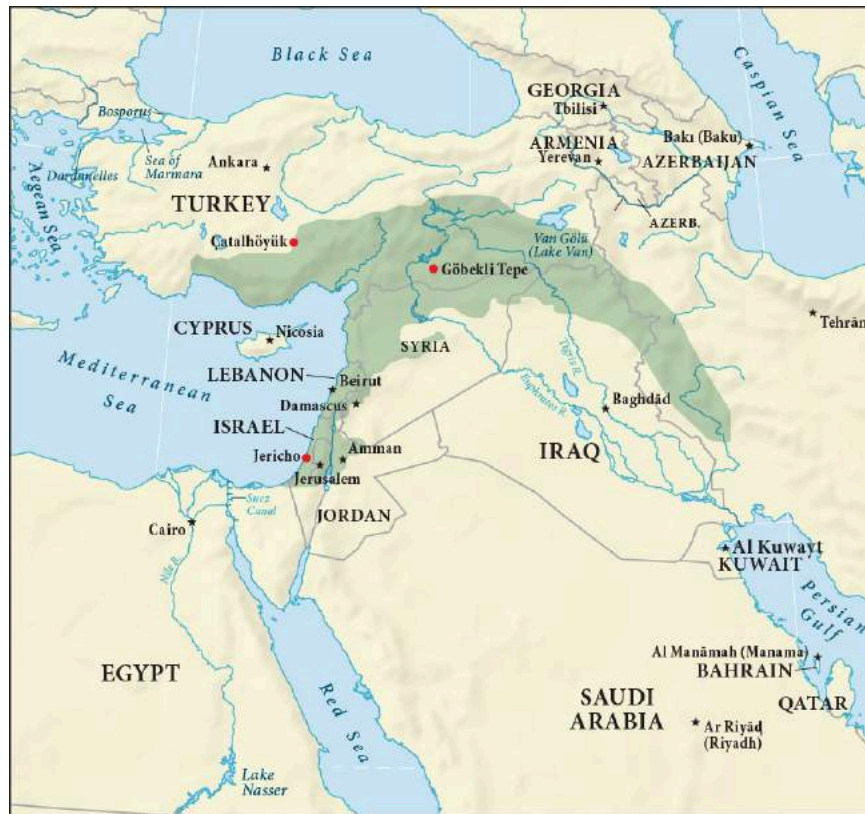 Black Sea
Caspian Sea
GEORGIA
Tbilisi
Bosporus
ARMENIA
Yerevan
Bakı (Baku)
AZERBAIJAN
Sea of
Marmara
Ankara
Aegean Sea
Dardanelles
TURKEY
AZERB.
Çatalhöyük
Van Gölü
(Lake Van)
Göbekli Tepe
Tehrān
CYPRUS
Nicosia
SYRIA
Mediterranean
Sea
LEBANON
Beirut
Tigris R.
Euphrates R.
Damascus
Baghdād
ISRAEL
Amman
IRAQ
Jericho
Jerusalem
Suez
Canal
JORDAN
Cairo
Nile R.
Al Kuwayt
KUWAIT
Persian
Gulf
Al Manāmah (Manama)
BAHRAIN
EGYPT
QATAR
SAUDI
ARABIA
Ar Riyāḍ
(Riyadh)
Red Sea
Lake
Nasser